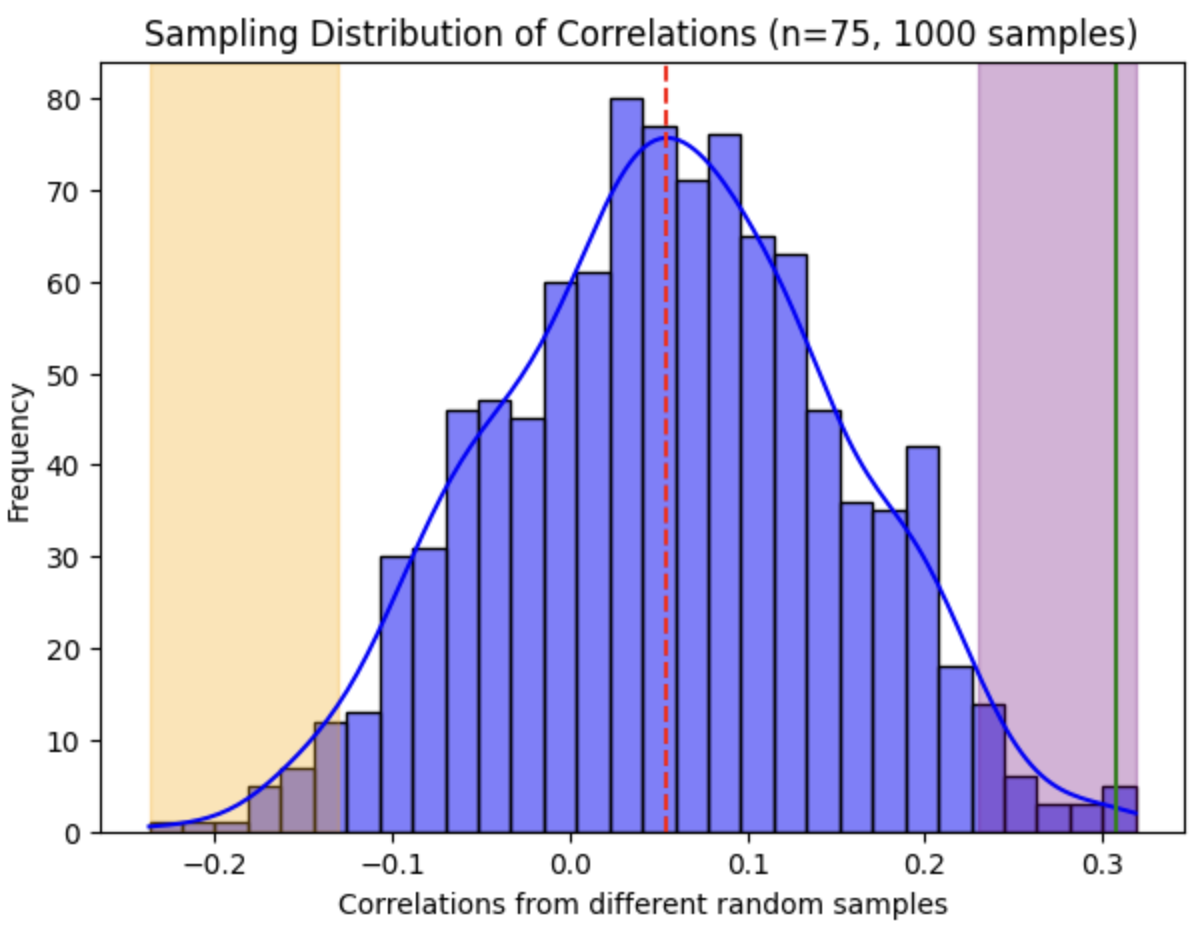 Sampling Distribution of Correlations (n=75, 1000 samples)
80
70
60
50
40
30
20
10
0
Frequency
−0.2 −0.1 0.0 0.1 0.2 0.3
Correlations from different random samples